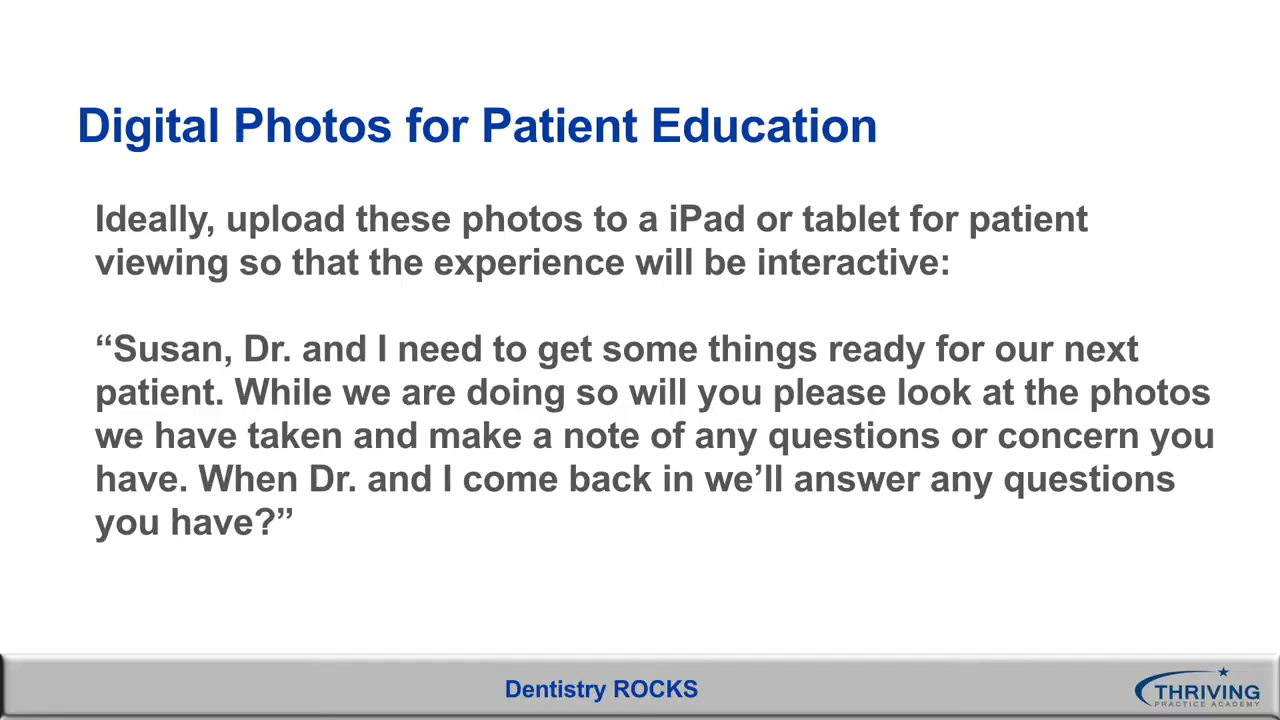 Digital Photos for Patient Education
Ideally, upload these photos to a iPad or tablet for patient
viewing so that the experience will be interactive:
“Susan, Dr. and I need to get some things ready for our next
patient. While we are doing so will you please look at the photos
we have taken and make a note of any questions or concern you
have. When Dr. and I come back in we’ll answer any questions
you have?”
Dentistry ROCKS
THRIVING
PRACTICE ACADEMY